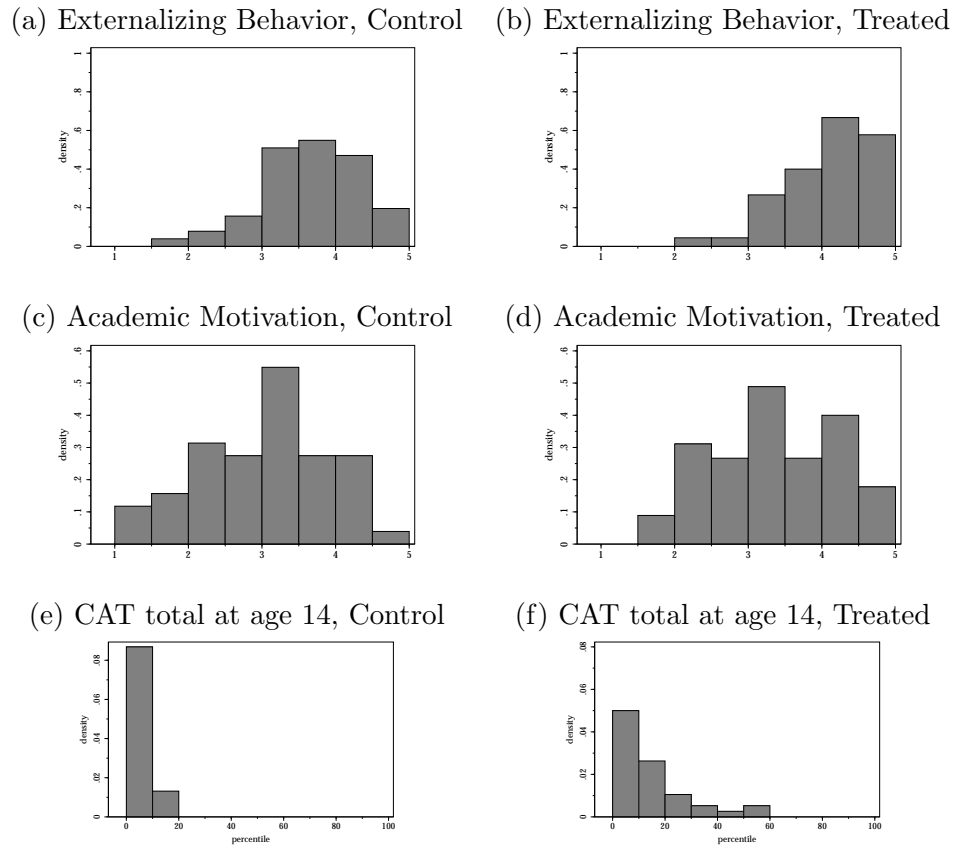 (a) Externalizing Behavior, Control
(b) Externalizing Behavior, Treated
density
0 .2 .4 .6 .8 1
1 2 3 4 5
density
0 .2 .4 .6 .8 1
1 2 3 4 5
(c) Academic Motivation, Control
(d) Academic Motivation, Treated
density
0 .1 .2 .3 .4 .5 .6
1 2 3 4 5
density
0 .1 .2 .3 .4 .5 .6
1 2 3 4 5
(e) CAT total at age 14, Control
(f) CAT total at age 14, Treated
density
0 .02 .04 .06 .08
0 20 40 60 80 100
percentile
density
0 .02 .04 .06 .08
0 20 40 60 80 100
percentile